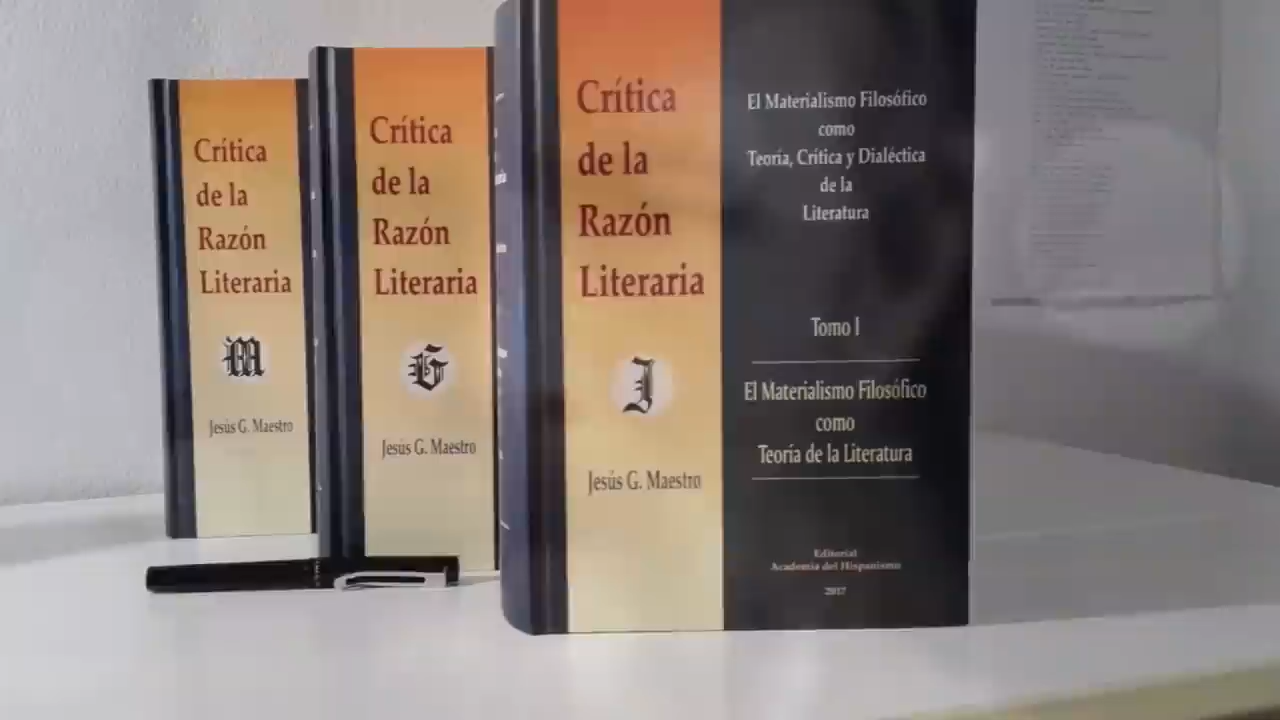 Crítica
de la
Razón
Literaria
M
Jesús G. Maestro
Crítica
de la
Razón
Literaria
G
Jesús G. Maestro
Crítica
de la
Razón
Literaria
J
Jesús G. Maestro
El Materialismo Filosófico
como
Teoría, Crítica y Dialéctica
de la
Literatura
Tomo I
El Materialismo Filosófico
como
Teoría de la Literatura
Editorial
Academia del Hispanismo
2017